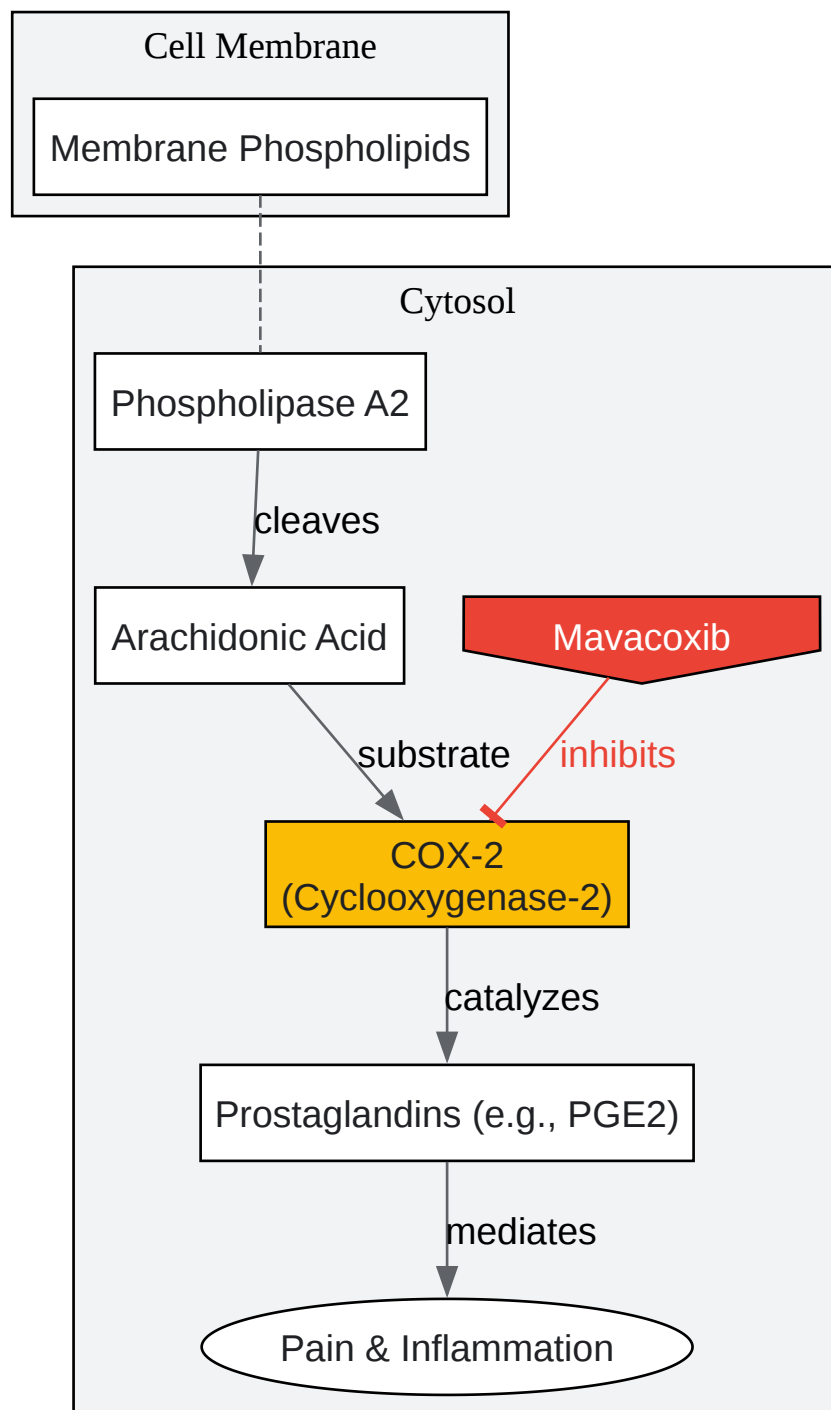 Cell Membrane
Membrane Phospholipids
Cytosol
Phospholipase A2
cleaves
Arachidonic Acid
Mavacoxib
substrate
inhibits
COX-2
(Cyclooxygenase-2)
catalyzes
Prostaglandins (e.g., PGE2)
mediates
Pain & Inflammation